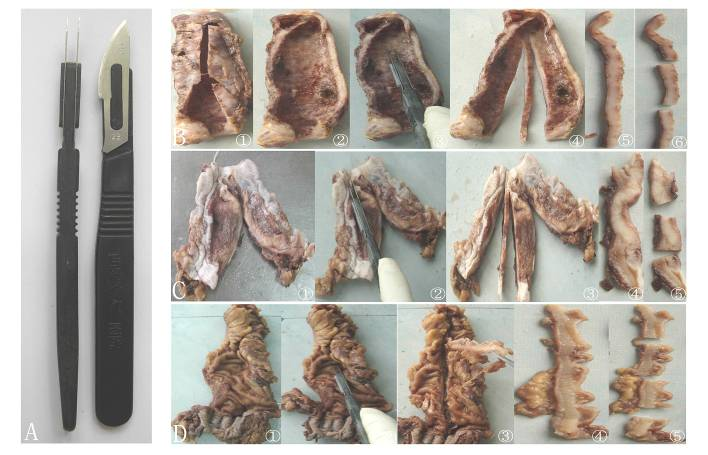 A
B ① ② ③ ④ ⑤ ⑥
C ① ② ③ ④ ⑤
D ① ② ③ ④ ⑤